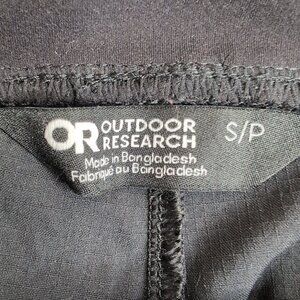 OR OUTDOOR
RESEARCH
S/P
Made in Bangladesh
Fabriqué au Bangladesh